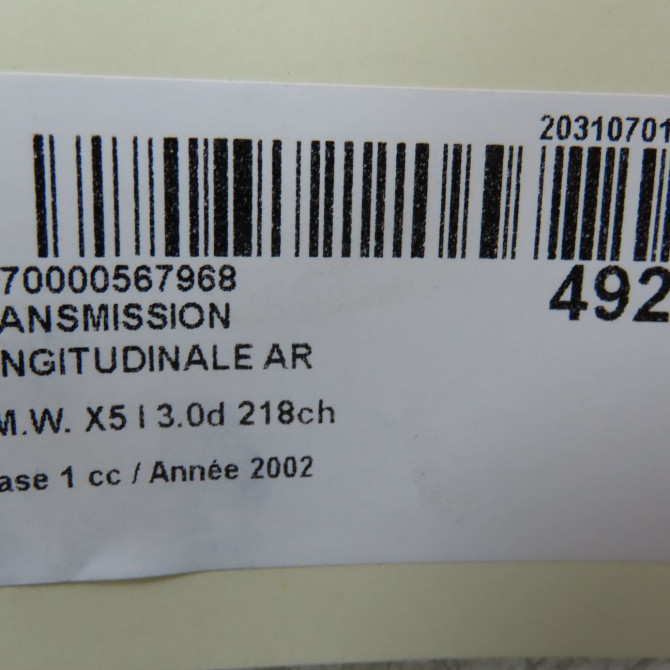 20310701
70000567968
492
ANSMISSION
NGITUDINALE AR
M.W. X5 I 3.0d 218ch
ase 1 cc / Année 2002